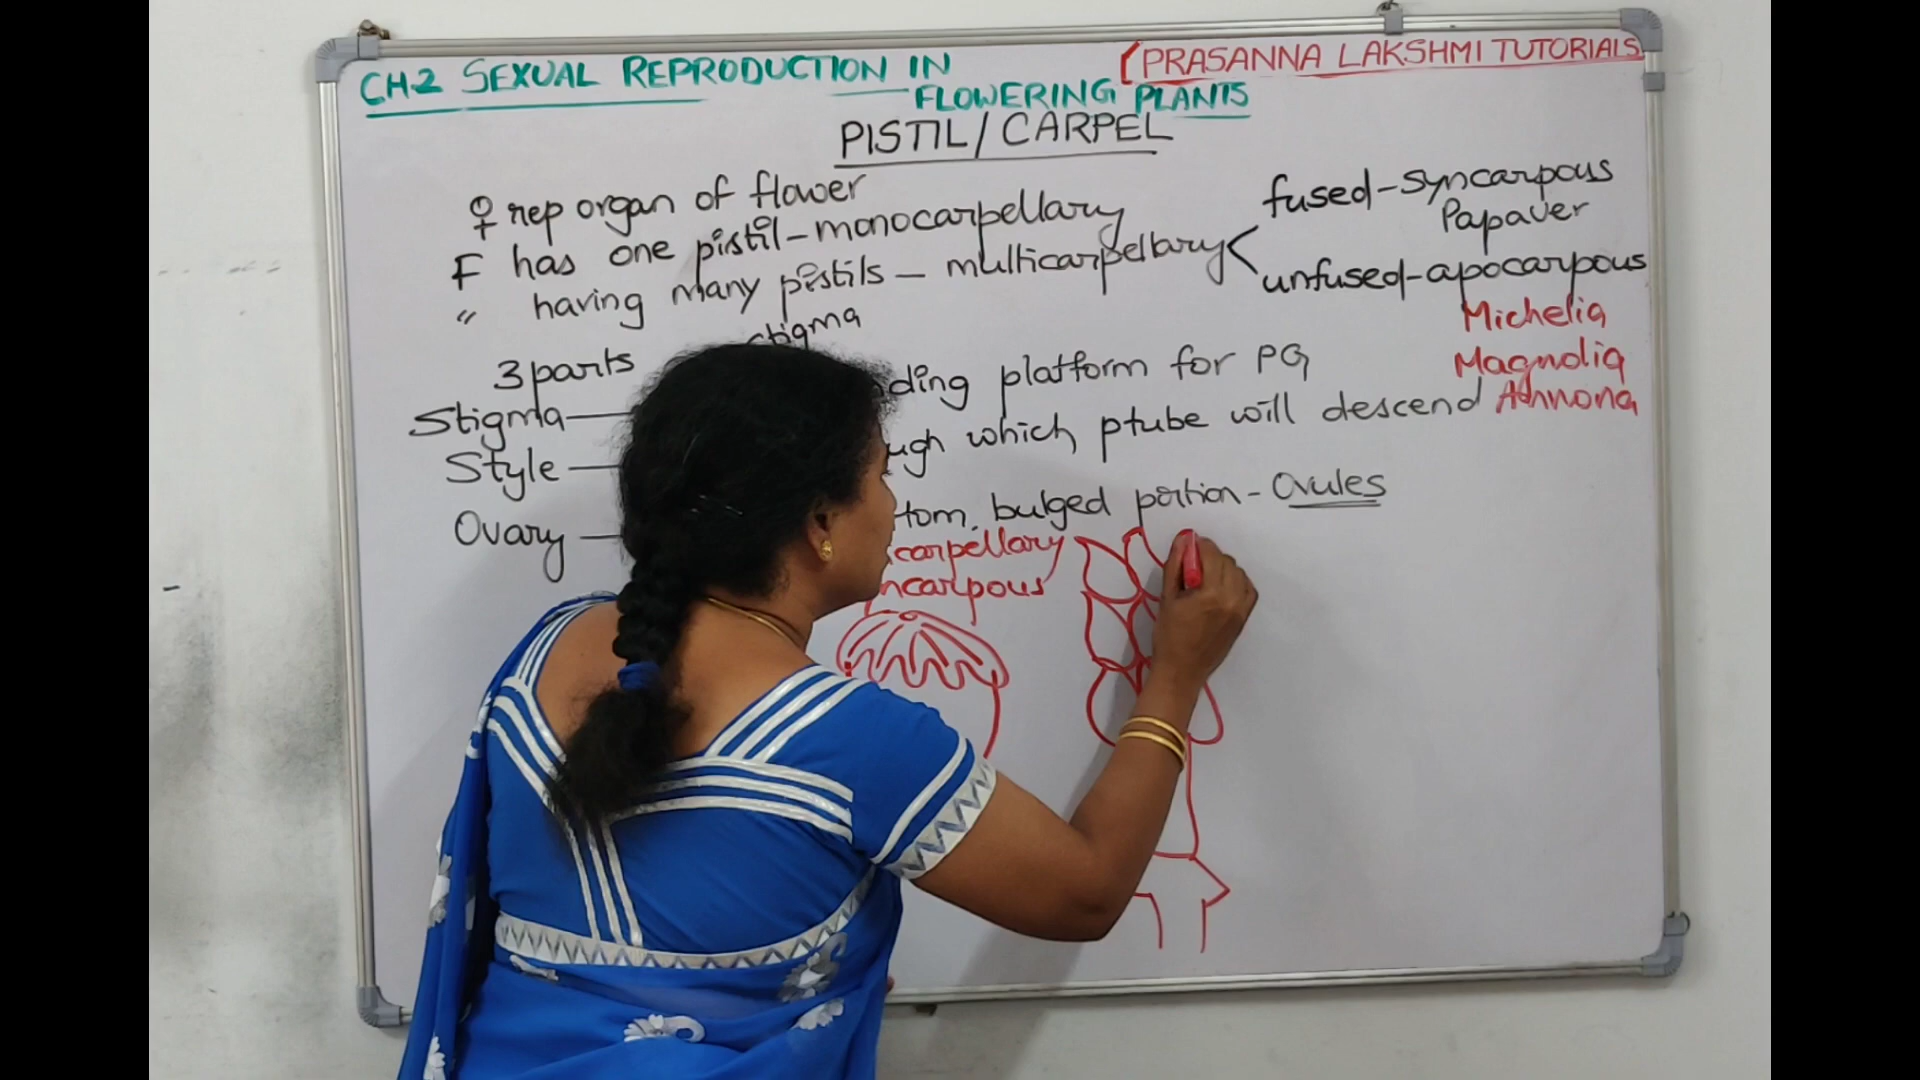 CH-2 SEXUAL REPRODUCTION IN
FLOWERING PLANTS
PRASANNA LAKSHMI TUTORIALS
PISTIL/CARPEL
♀ rep organ of flower
F has one pistil-monocarpellary
〃 having many pistils - multicarpellary
fused-syncarpous
Papaver
unfused-apocarpous
Michelia
Magnolia
Annona
3 parts
stigma
Stigma — platform for PG
Style — which ptube will descend
Ovary — bulged portion - Ovules
carpellary
ncarpous